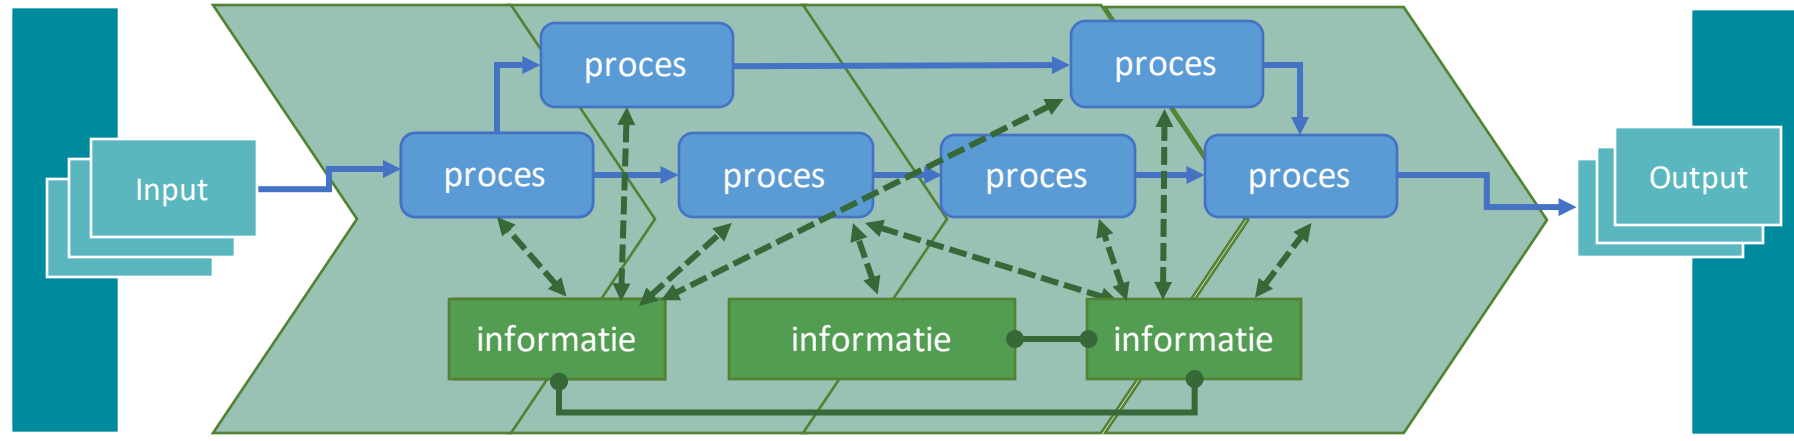 proces
proces
Input
proces
proces
proces
proces
Output
informatie
informatie
informatie